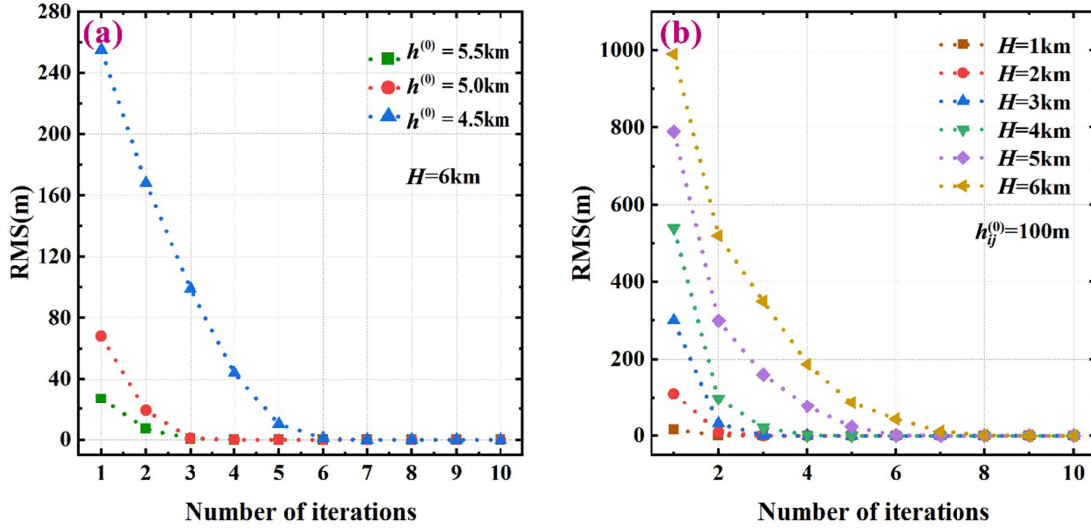 (a)
280
240
200
160
120
80
40
0
RMS(m)
h⁽⁰⁾ = 5.5km
h⁽⁰⁾ = 5.0km
h⁽⁰⁾ = 4.5km
H=6km
1 2 3 4 5 6 7 8 9 10
Number of iterations
(b)
1000
800
600
400
200
0
RMS(m)
H=1km
H=2km
H=3km
H=4km
H=5km
H=6km
hᵢⱼ⁽⁰⁾=100m
2 4 6 8 10
Number of iterations